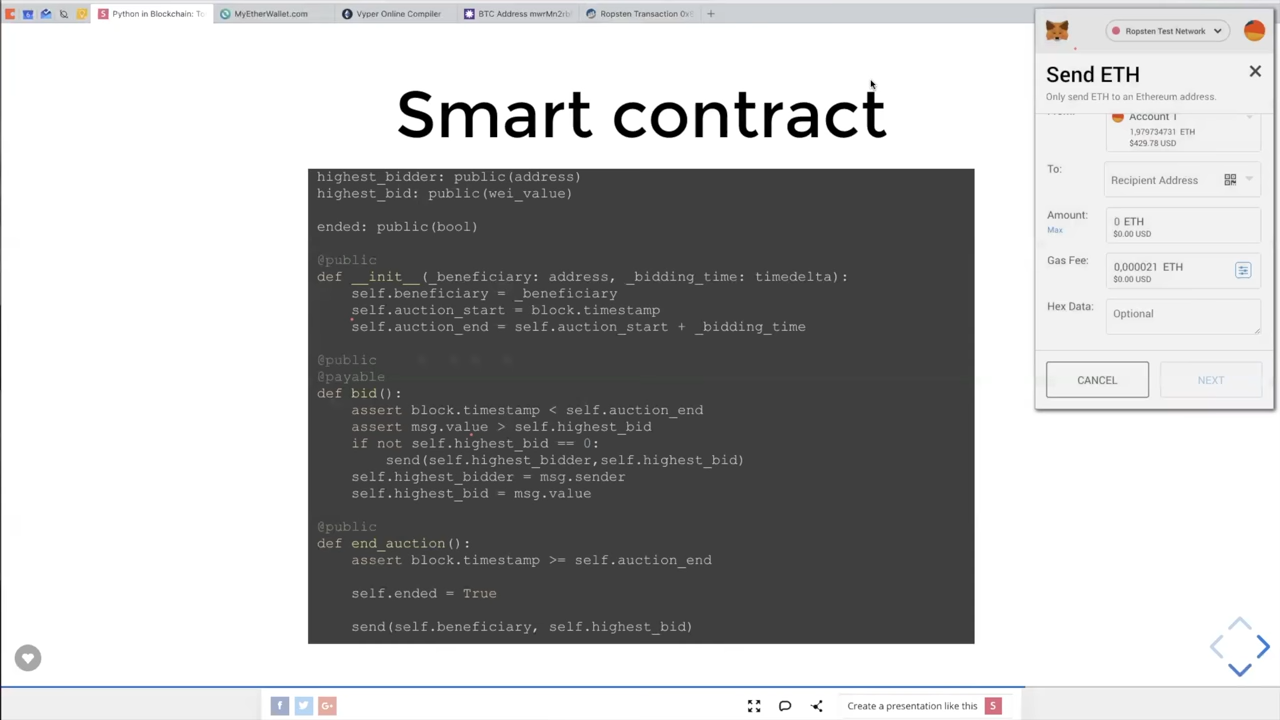 Python in Blockchain: To
MyEtherWallet.com
Vyper Online Compiler
BTC Address mwrMn2rb
Ropsten Transaction 0x6
Smart contract
highest_bidder: public(address)
highest_bid: public(wei_value)
ended: public(bool)
@public
def __init__(_beneficiary: address, _bidding_time: timedelta):
self.beneficiary = _beneficiary
self.auction_start = block.timestamp
self.auction_end = self.auction_start + _bidding_time
@public
@payable
def bid():
assert block.timestamp < self.auction_end
assert msg.value > self.highest_bid
if not self.highest_bid == 0:
send(self.highest_bidder,self.highest_bid)
self.highest_bidder = msg.sender
self.highest_bid = msg.value
@public
def end_auction():
assert block.timestamp >= self.auction_end
self.ended = True
send(self.beneficiary, self.highest_bid)
Ropsten Test Network
Send ETH
Only send ETH to an Ethereum address.
Account 1
1,979734731 ETH
$429.78 USD
To:
Recipient Address
Amount:
Max
0 ETH
$0.00 USD
Gas Fee:
0,000021 ETH
$0.00 USD
Hex Data:
Optional
CANCEL
NEXT
Create a presentation like this
S